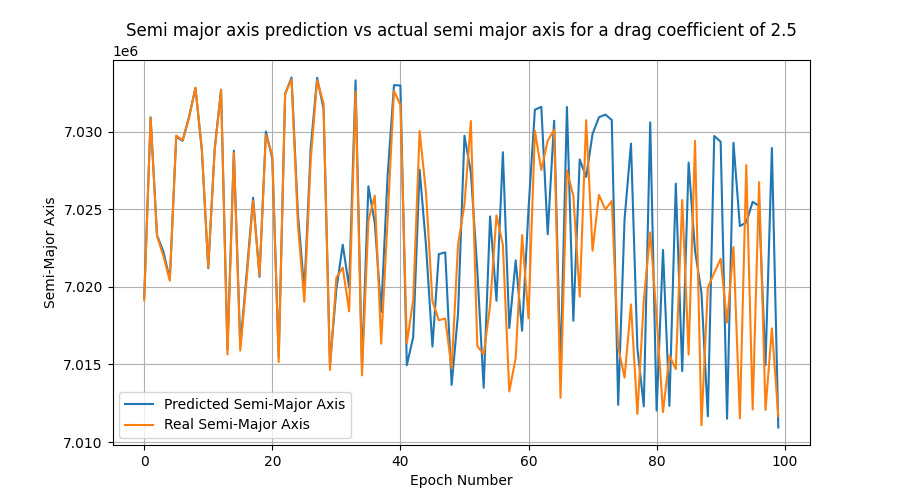 Semi major axis prediction vs actual semi major axis for a drag coefficient of 2.5
1e6
7.030
7.025
7.020
7.015
7.010
Semi-Major Axis
Predicted Semi-Major Axis
Real Semi-Major Axis
0 20 40 60 80 100
Epoch Number